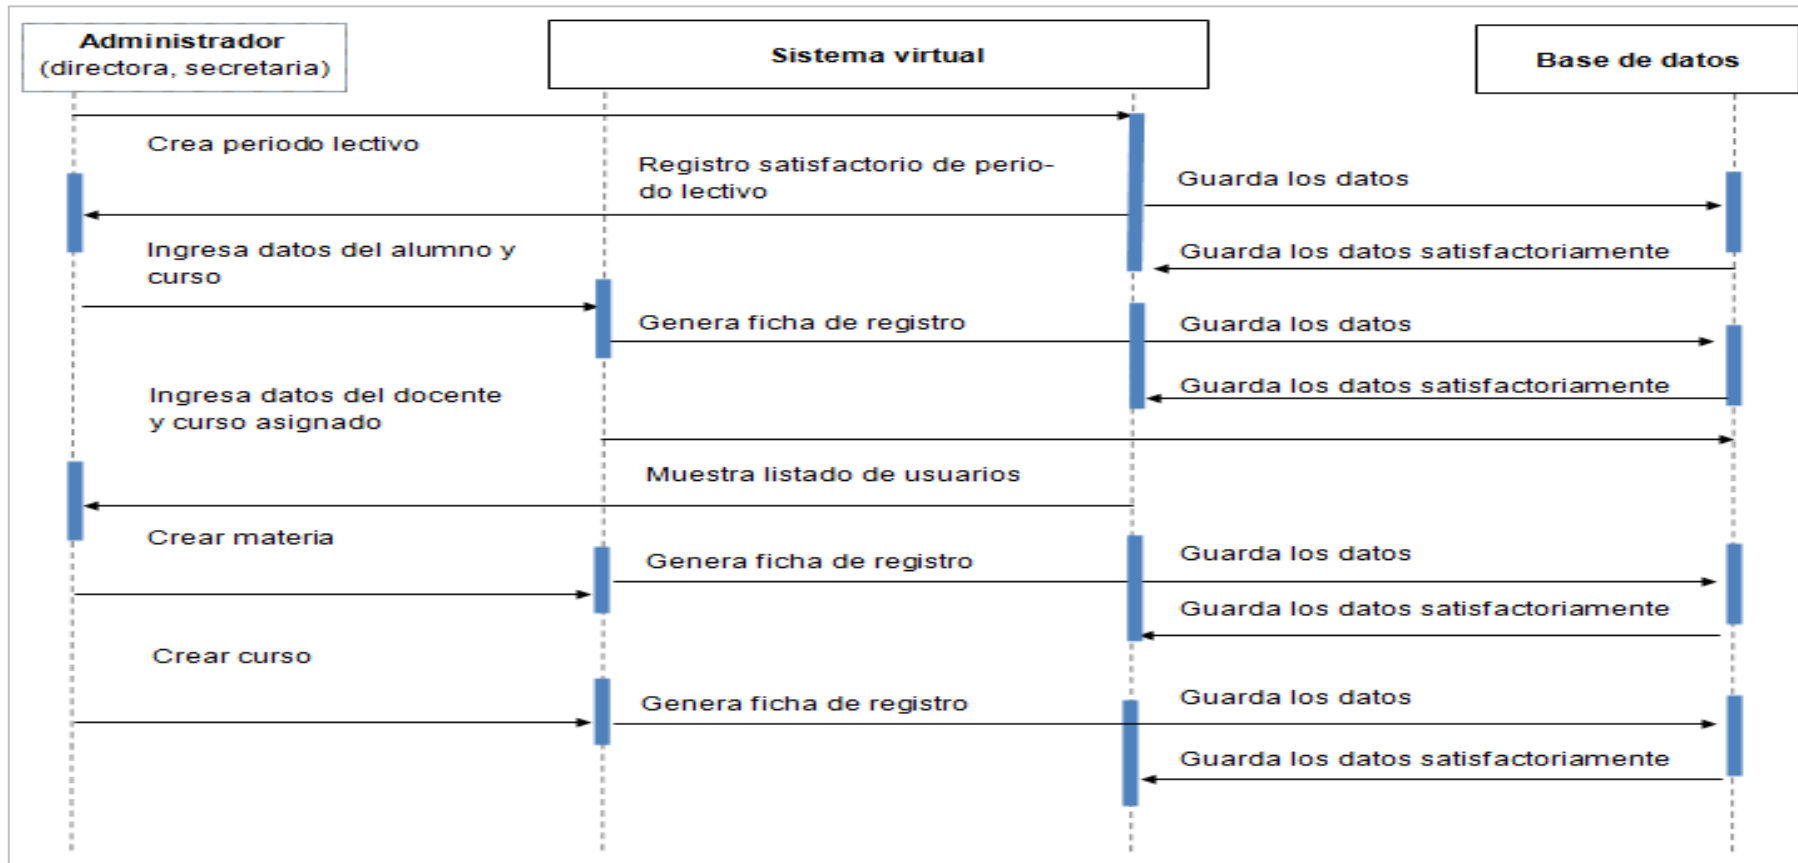 Administrador
(directora, secretaria)
Sistema virtual
Base de datos
Crea periodo lectivo
Registro satisfactorio de perio-
do lectivo
Guarda los datos
Ingresa datos del alumno y
curso
Guarda los datos satisfactoriamente
Genera ficha de registro
Guarda los datos
Ingresa datos del docente
y curso asignado
Guarda los datos satisfactoriamente
Muestra listado de usuarios
Crear materia
Genera ficha de registro
Guarda los datos
Guarda los datos satisfactoriamente
Crear curso
Genera ficha de registro
Guarda los datos
Guarda los datos satisfactoriamente